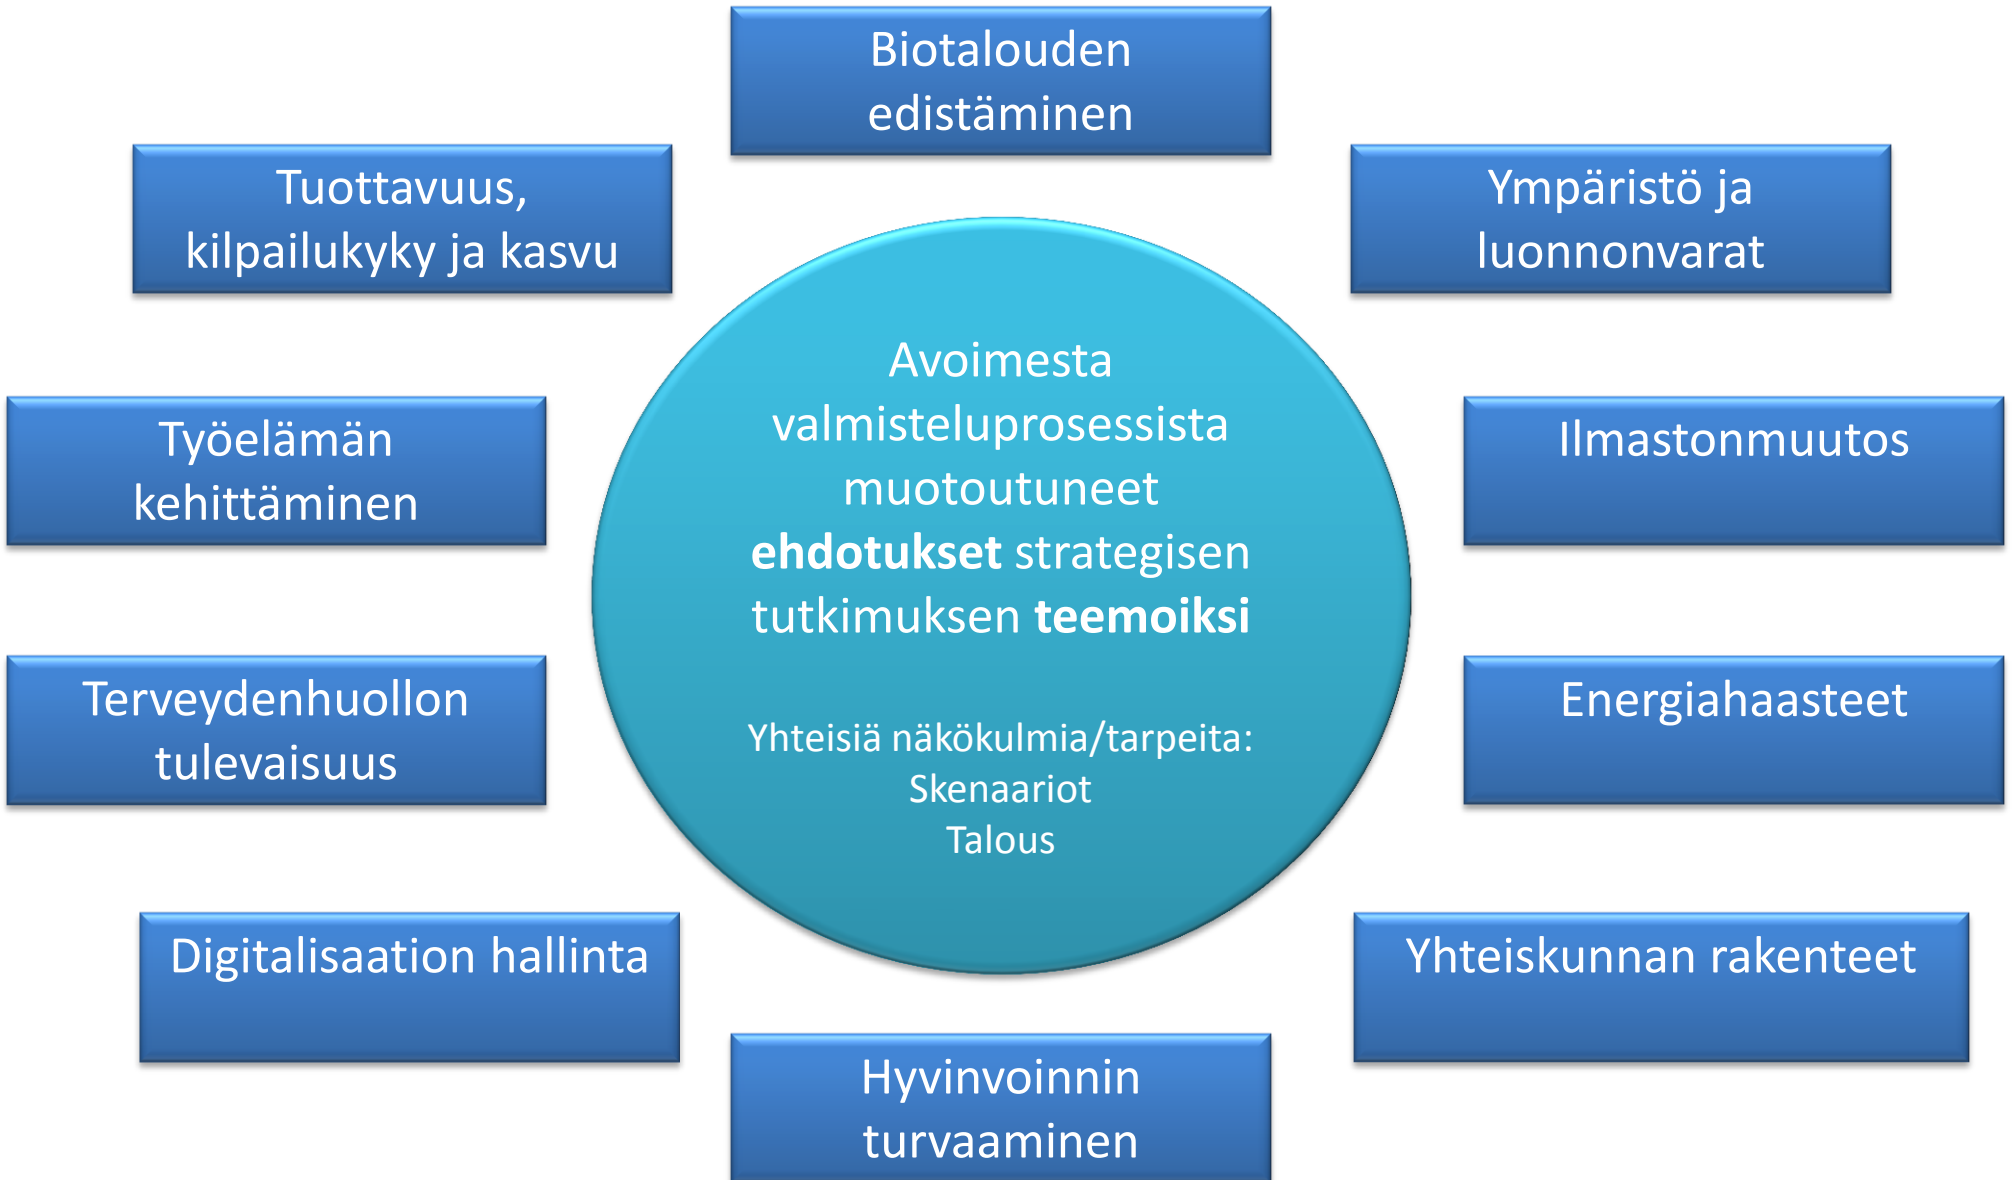 Biotalouden
edistäminen
Tuottavuus,
kilpailukyky ja kasvu
Ympäristö ja
luonnonvarat
Avoimesta
valmisteluprosessista
muotoutuneet
ehdotukset strategisen
tutkimuksen teemoiksi
Yhteisiä näkökulmia/tarpeita:
Skenaariot
Talous
Työelämän
kehittäminen
Ilmastonmuutos
Terveydenhuollon
tulevaisuus
Energiahaasteet
Digitalisaation hallinta
Yhteiskunnan rakenteet
Hyvinvoinnin
turvaaminen